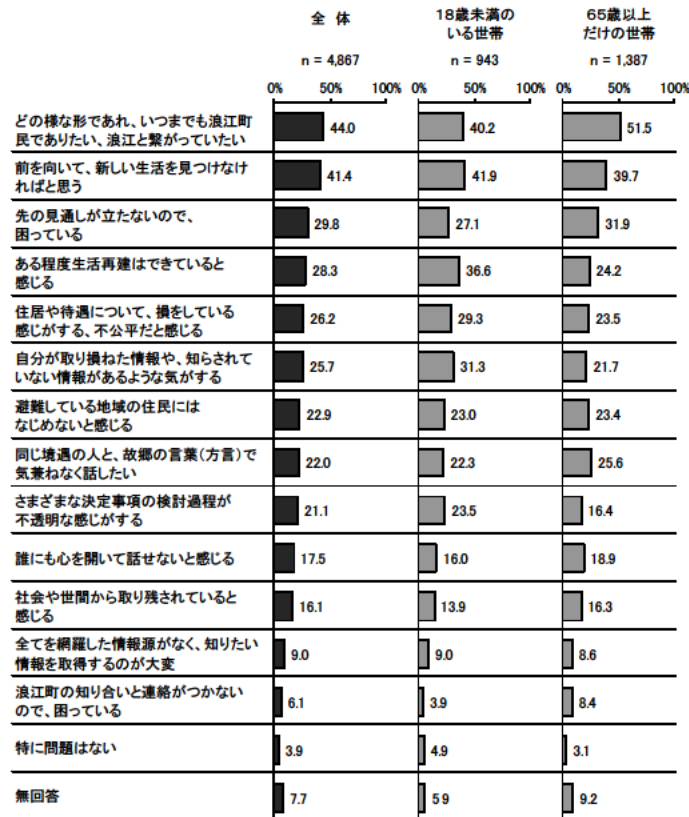 全 体
18歳未満の
いる世帯
65歳以上
だけの世帯
n = 4,867
n = 943
n = 1,387
0% 50% 100% 0% 50% 100% 0% 50% 100%
どの様な形であれ、いつまでも浪江町
民でありたい、浪江と繋がっていたい
44.0 40.2 51.5
前を向いて、新しい生活を見つけなけ
ればと思う
41.4 41.9 39.7
先の見通しが立たないので、
困っている
29.8 27.1 31.9
ある程度生活再建はできていると
感じる
28.3 36.6 24.2
住居や待遇について、損をしている
感じがする、不公平だと感じる
26.2 29.3 23.5
自分が取り損ねた情報や、知らされて
いない情報があるような気がする
25.7 31.3 21.7
避難している地域の住民には
なじめないと感じる
22.9 23.0 23.4
同じ境遇の人と、故郷の言葉(方言)で
気兼ねなく話したい
22.0 22.3 25.6
さまざまな決定事項の検討過程が
不透明な感じがする
21.1 23.5 16.4
誰にも心を開いて話せないと感じる
17.5 16.0 18.9
社会や世間から取り残されていると
感じる
16.1 13.9 16.3
全てを網羅した情報源がなく、知りたい
情報を取得するのが大変
9.0 9.0 8.6
浪江町の知り合いと連絡がつかない
ので、困っている
6.1 3.9 8.4
特に問題はない
3.9 4.9 3.1
無回答
7.7 5 9 9.2